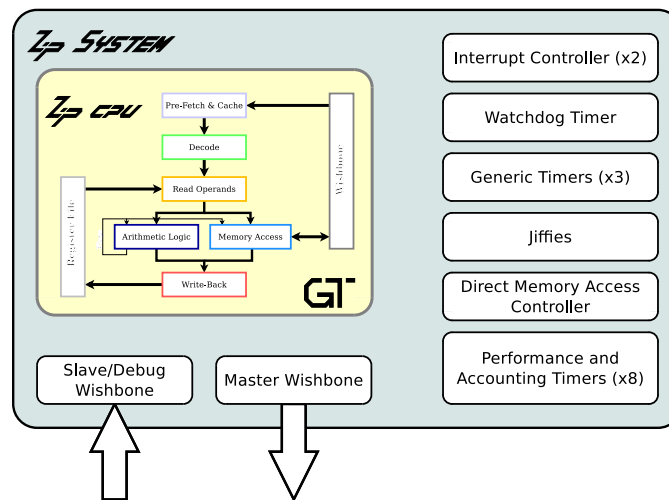 Zip System
Zip CPU
Pre-Fetch & Cache
Decode
Read Operands
Arithmetic Logic
Memory Access
Write-Back
Register File
Wishbone
GT
Interrupt Controller (x2)
Watchdog Timer
Generic Timers (x3)
Jiffies
Direct Memory Access
Controller
Performance and
Accounting Timers (x8)
Slave/Debug
Wishbone
Master Wishbone